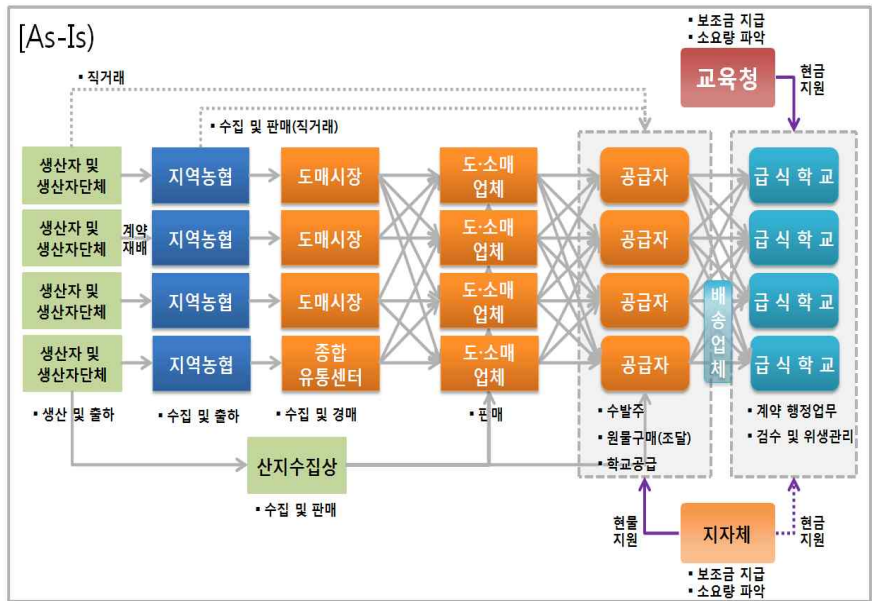 [As-Is)
▪ 보조금 지급
▪ 소요량 파악
교육청
현금
지원
▪ 직거래
▪ 수집 및 판매(직거래)
생산자 및
생산자단체
지역농협
도매시장
도·소매
업체
공급자
급식학교
생산자 및
생산자단체
계약
재배
지역농협
도매시장
도·소매
업체
공급자
급식학교
생산자 및
생산자단체
지역농협
도매시장
도·소매
업체
공급자
배송업체
급식학교
생산자 및
생산자단체
지역농협
종합
유통센터
도·소매
업체
공급자
급식학교
▪ 생산 및 출하
▪ 수집 및 출하
▪ 수집 및 경매
▪ 판매
▪ 수발주
▪ 원물구매(조달)
▪ 학교공급
▪ 계약 행정업무
▪ 검수 및 위생관리
산지수집상
▪ 수집 및 판매
현물
지원
지자체
현금
지원
▪ 보조금 지급
▪ 소요량 파악